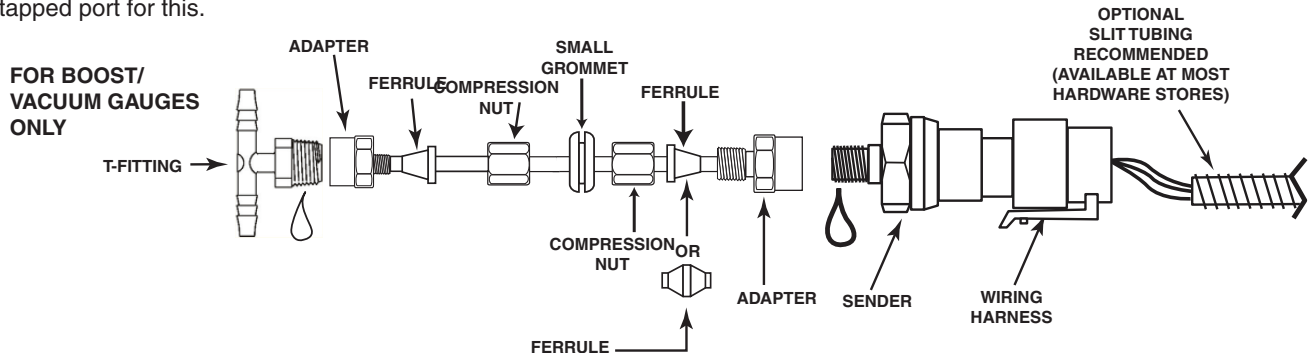 tapped port for this.
OPTIONAL
SLIT TUBING
RECOMMENDED
(AVAILABLE AT MOST
HARDWARE STORES)
ADAPTER
SMALL
GROMMET
FOR BOOST/
VACUUM GAUGES
ONLY
FERRULE
COMPRESSION
NUT
FERRULE
T-FITTING
COMPRESSION
NUT
OR
ADAPTER
SENDER
WIRING
HARNESS
FERRULE